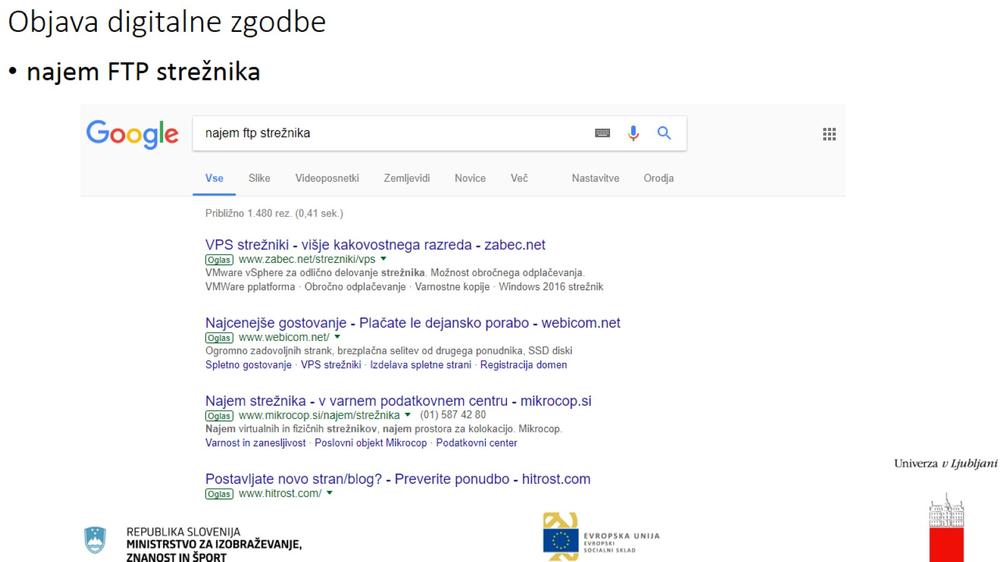 Objava digitalne zgodbe
• najem FTP strežnika
Google
najem ftp strežnika
Vse Slike Videoposnetki Zemljevidi Novice Več Nastavitve Orodja
Približno 1.480 rez. (0,41 sek.)
VPS strežniki - višje kakovostnega razreda - zabec.net
Oglas www.zabec.net/strezniki/vps
VMware vSphere za odlično delovanje strežnika. Možnost obročnega odplačevanja.
VMWare pplatforma · Obročno odplačevanje · Varnostne kopije · Windows 2016 strežnik
Najcenejše gostovanje - Plačate le dejansko porabo - webicom.net
Oglas www.webicom.net/
Ogromno zadovoljnih strank, brezplačna selitev od drugega ponudnika, SSD diski
Spletno gostovanje · VPS strežniki · Izdelava spletne strani · Registracija domen
Najem strežnika - v varnem podatkovnem centru - mikrocop.si
Oglas www.mikrocop.si/najem/strežnika (01) 587 42 80
Najem virtualnih in fizičnih strežnikov, najem prostora za kolokacijo. Mikrocop.
Varnost in zanesljivost · Poslovni objekt Mikrocop · Podatkovni center
Postavljate novo stran/blog? - Preverite ponudbo - hitrost.com
Oglas www.hitrost.com/
Univerza v Ljubljani
REPUBLIKA SLOVENIJA
MINISTRSTVO ZA IZOBRAŽEVANJE,
ZNANOST IN ŠPORT
EVROPSKA UNIJA
EVROPSKI
SOCIALNI SKLAD